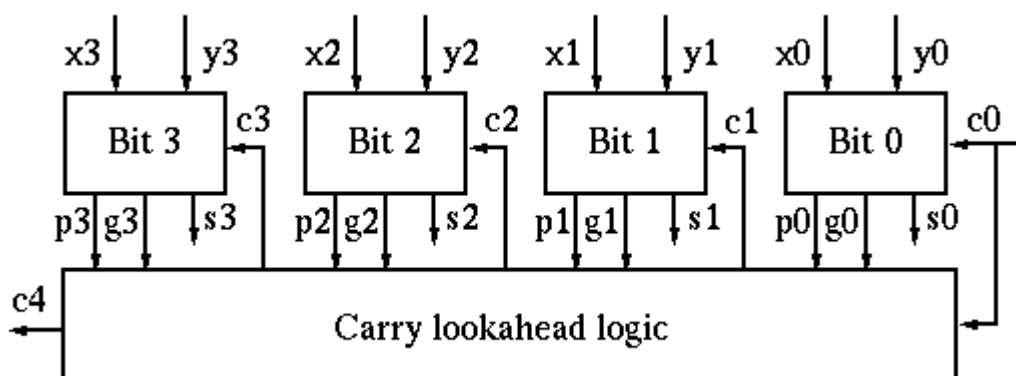 x3 y3 x2 y2 x1 y1 x0 y0
Bit 3 c3 Bit 2 c2 Bit 1 c1 Bit 0 c0
p3 g3 s3 p2 g2 s2 p1 g1 s1 p0 g0 s0
c4 Carry lookahead logic